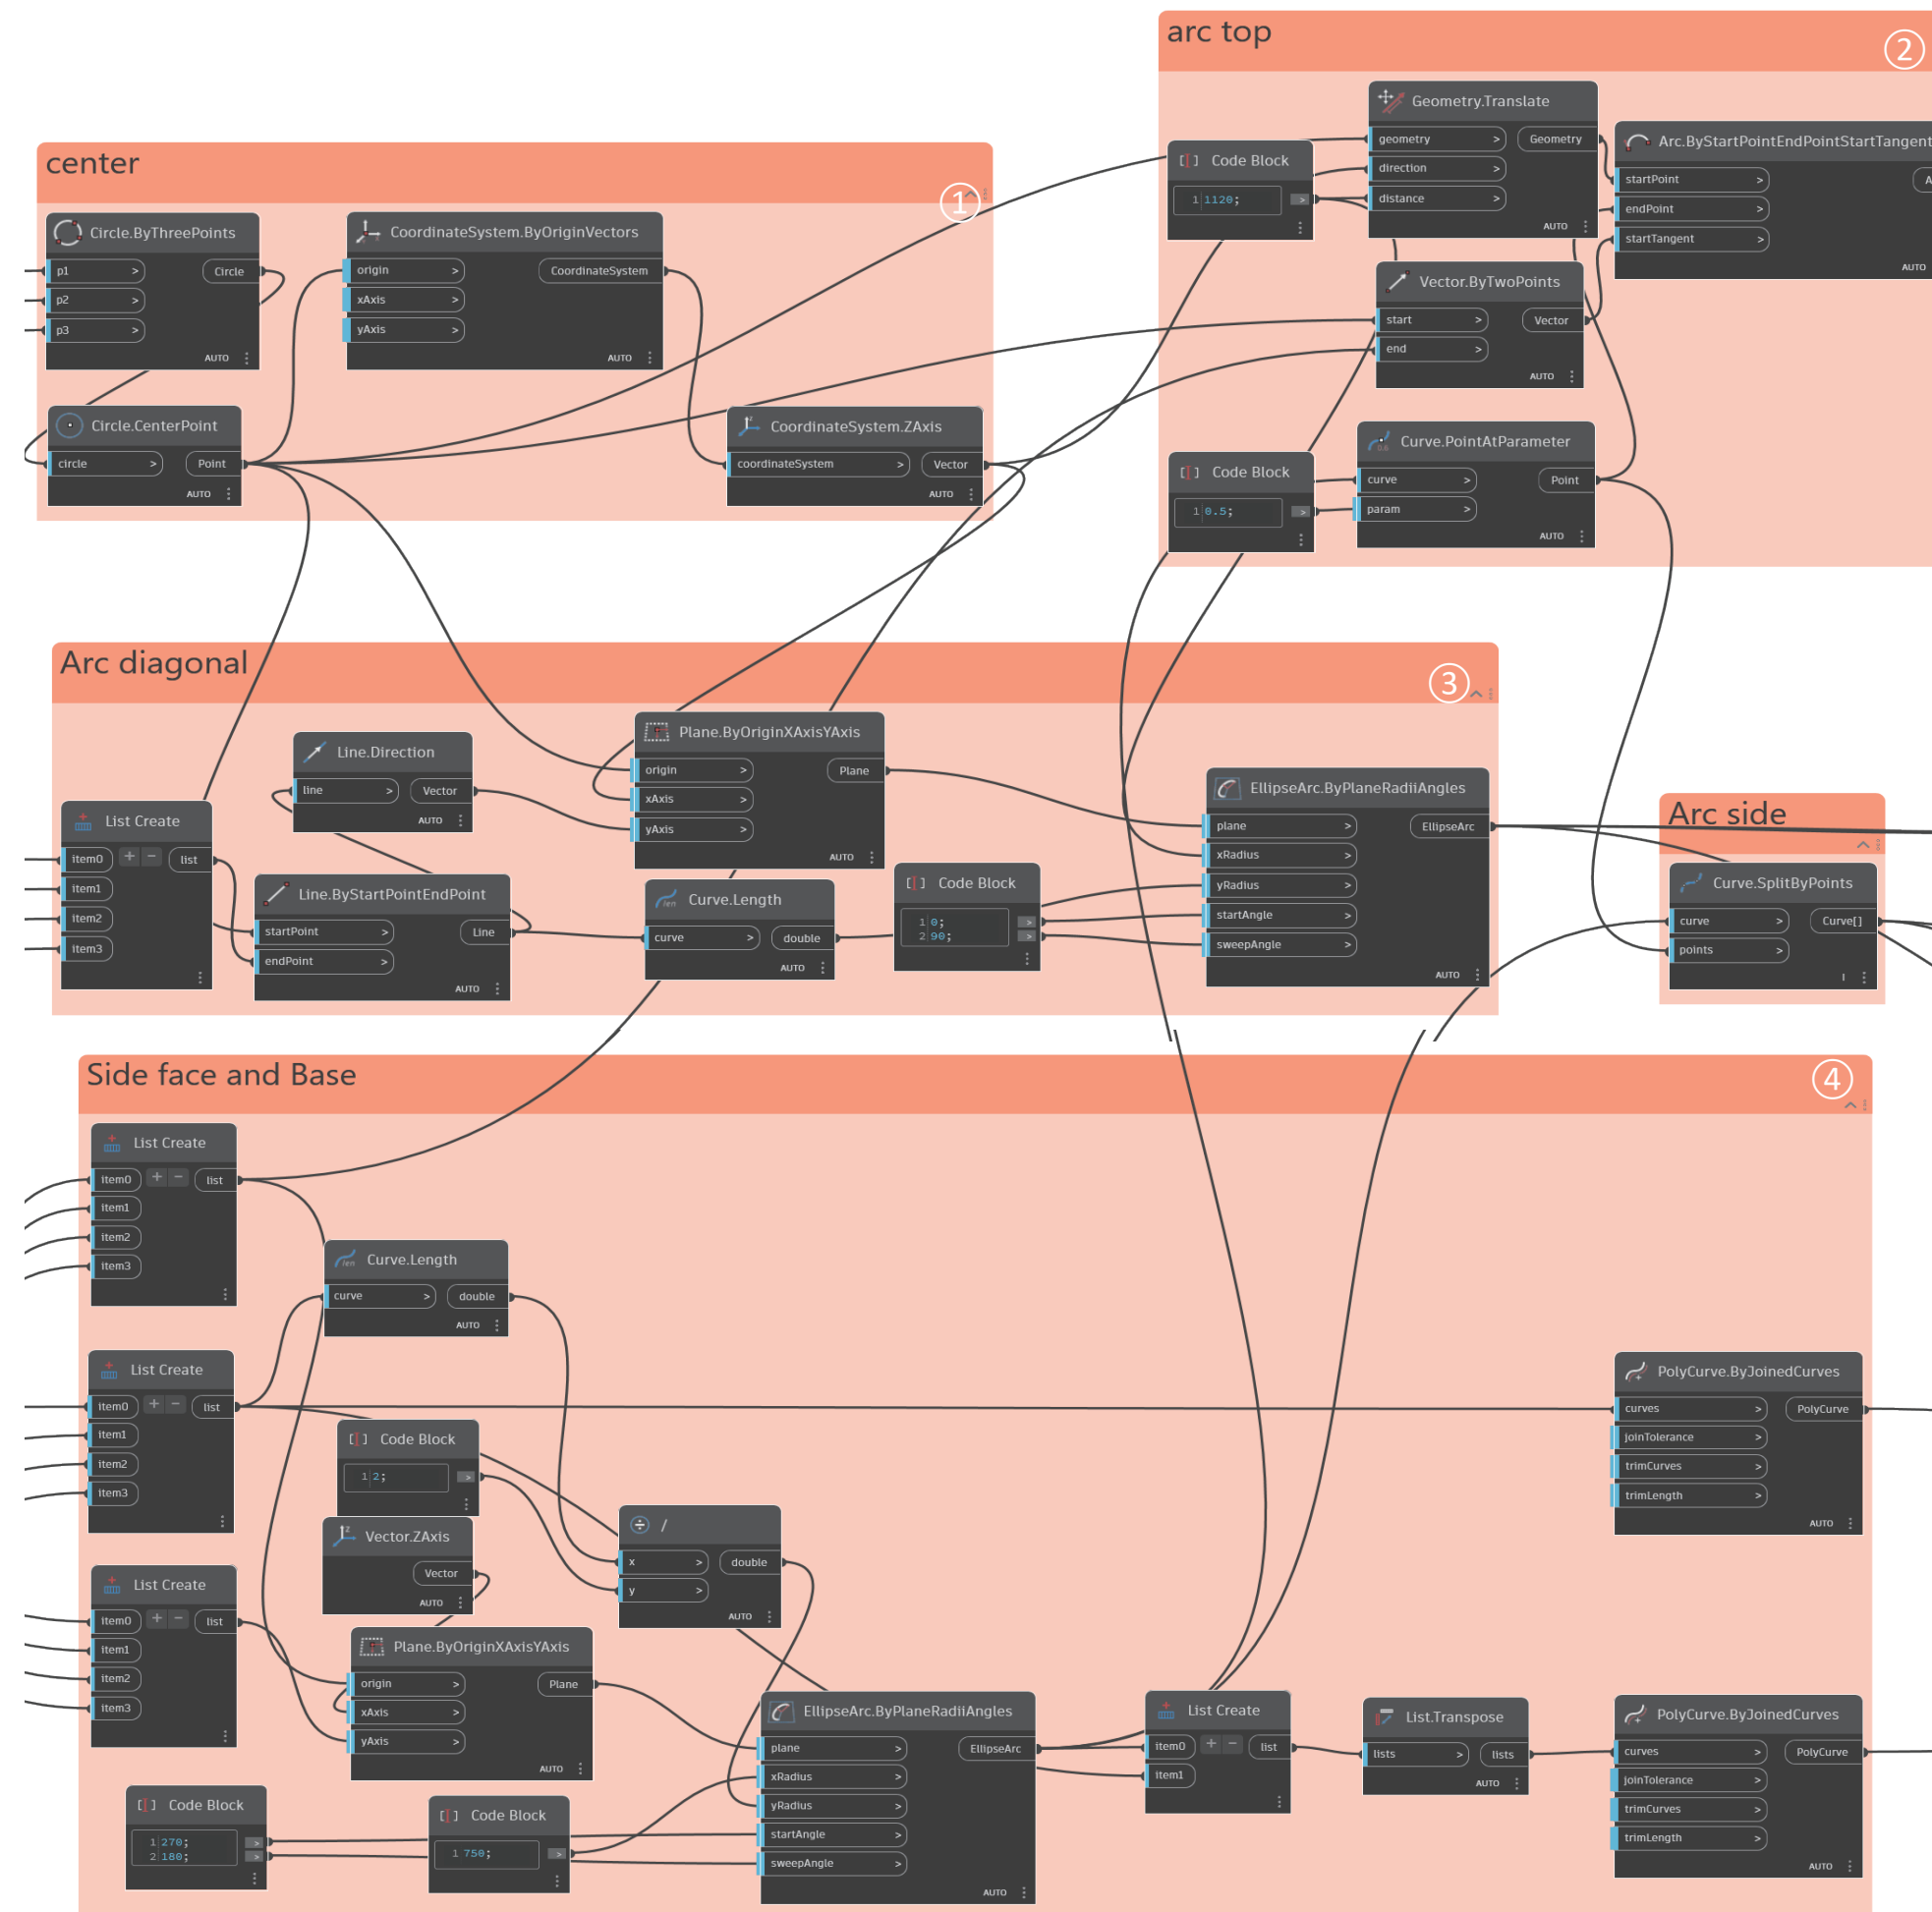 arc top
②
Geometry.Translate
geometry > Geometry
direction >
distance >
AUTO
Code Block
1 1120;
>
Arc.ByStartPointEndPointStartTangent
startPoint > A
endPoint >
startTangent >
AUTO
Vector.ByTwoPoints
start > Vector
end >
AUTO
Code Block
1 0.5;
>
Curve.PointAtParameter
curve > Point
param >
AUTO
center
①
Circle.ByThreePoints
p1 > Circle
p2 >
p3 >
AUTO
CoordinateSystem.ByOriginVectors
origin > CoordinateSystem
xAxis >
yAxis >
AUTO
Circle.CenterPoint
circle > Point
AUTO
CoordinateSystem.ZAxis
coordinateSystem > Vector
AUTO
Arc diagonal
③
Line.Direction
line > Vector
AUTO
Plane.ByOriginXAxisYAxis
origin > Plane
xAxis >
yAxis >
AUTO
List Create
item0 + − list
item1
item2
item3
Line.ByStartPointEndPoint
startPoint > Line
endPoint >
AUTO
Curve.Length
len
curve > double
AUTO
Code Block
1 0; >
2 90; >
EllipseArc.ByPlaneRadiiAngles
plane > EllipseArc
xRadius >
yRadius >
startAngle >
sweepAngle >
AUTO
Arc side
Curve.SplitByPoints
curve > Curve[]
points >
Side face and Base
④
List Create
item0 + − list
item1
item2
item3
Curve.Length
len
curve > double
AUTO
List Create
item0 + − list
item1
item2
item3
Code Block
1 2;
>
Vector.ZAxis
Vector
AUTO
/
x > double
y >
AUTO
PolyCurve.ByJoinedCurves
curves > PolyCurve
joinTolerance >
trimCurves >
trimLength >
AUTO
List Create
item0 + − list
item1
item2
item3
Plane.ByOriginXAxisYAxis
origin > Plane
xAxis >
yAxis >
AUTO
Code Block
1 270; >
2 180; >
Code Block
1 750;
>
EllipseArc.ByPlaneRadiiAngles
plane > EllipseArc
xRadius >
yRadius >
startAngle >
sweepAngle >
AUTO
List Create
item0 + − list
item1
List.Transpose
lists > lists
AUTO
PolyCurve.ByJoinedCurves
curves > PolyCurve
joinTolerance >
trimCurves >
trimLength >
AUTO